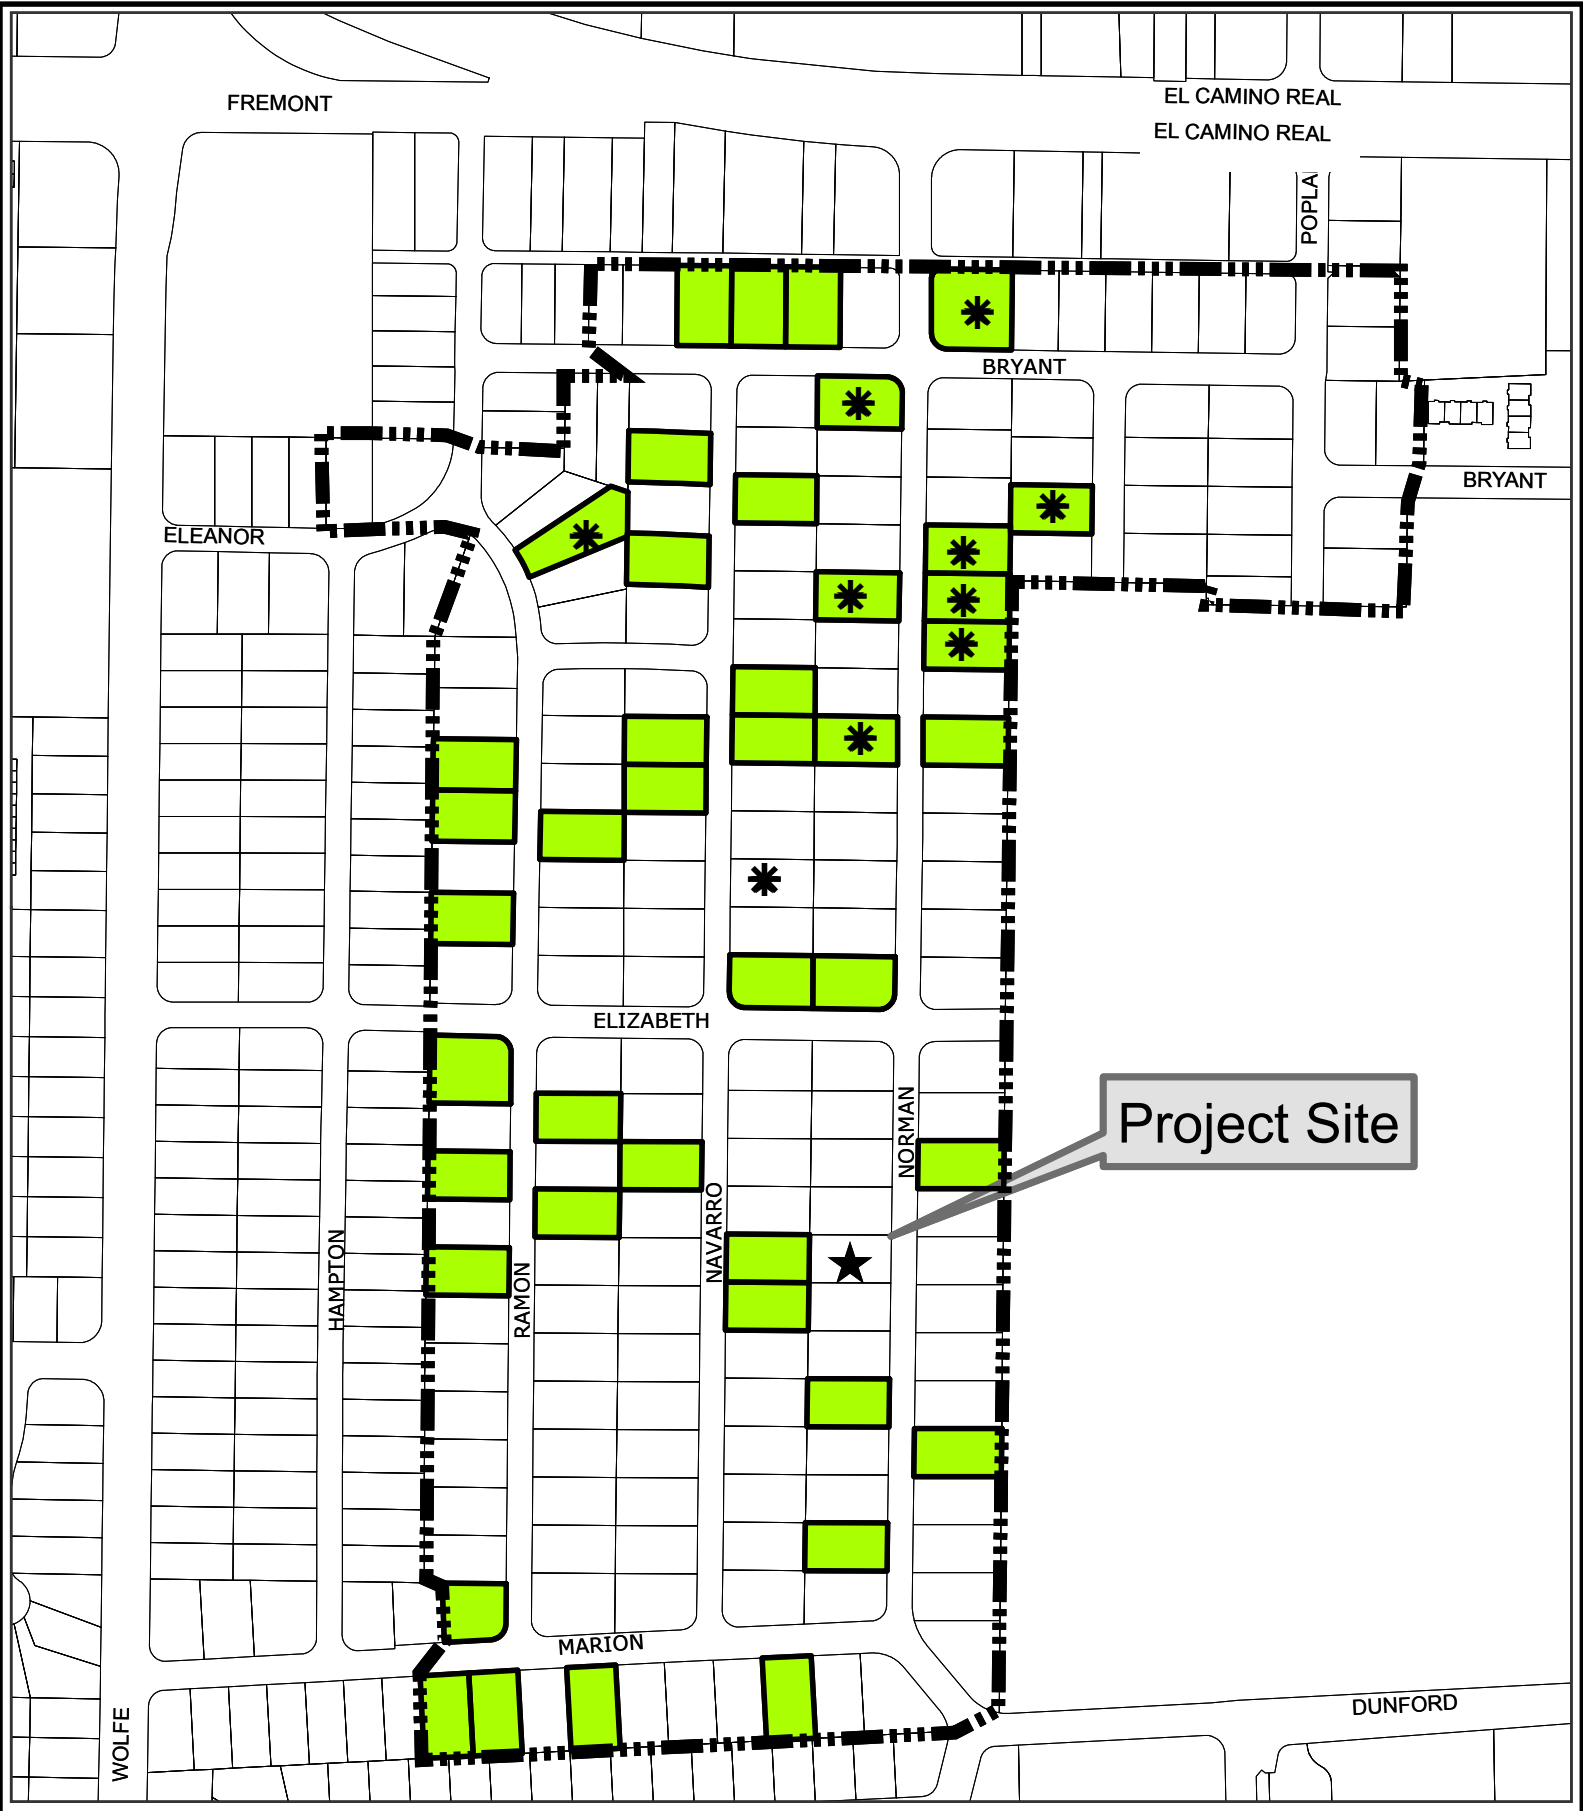 FREMONT
EL CAMINO REAL
EL CAMINO REAL
POPLA
BRYANT
BRYANT
ELEANOR
ELIZABETH
NORMAN
Project Site
NAVARRO
HAMPTON
RAMON
MARION
WOLFE
DUNFORD